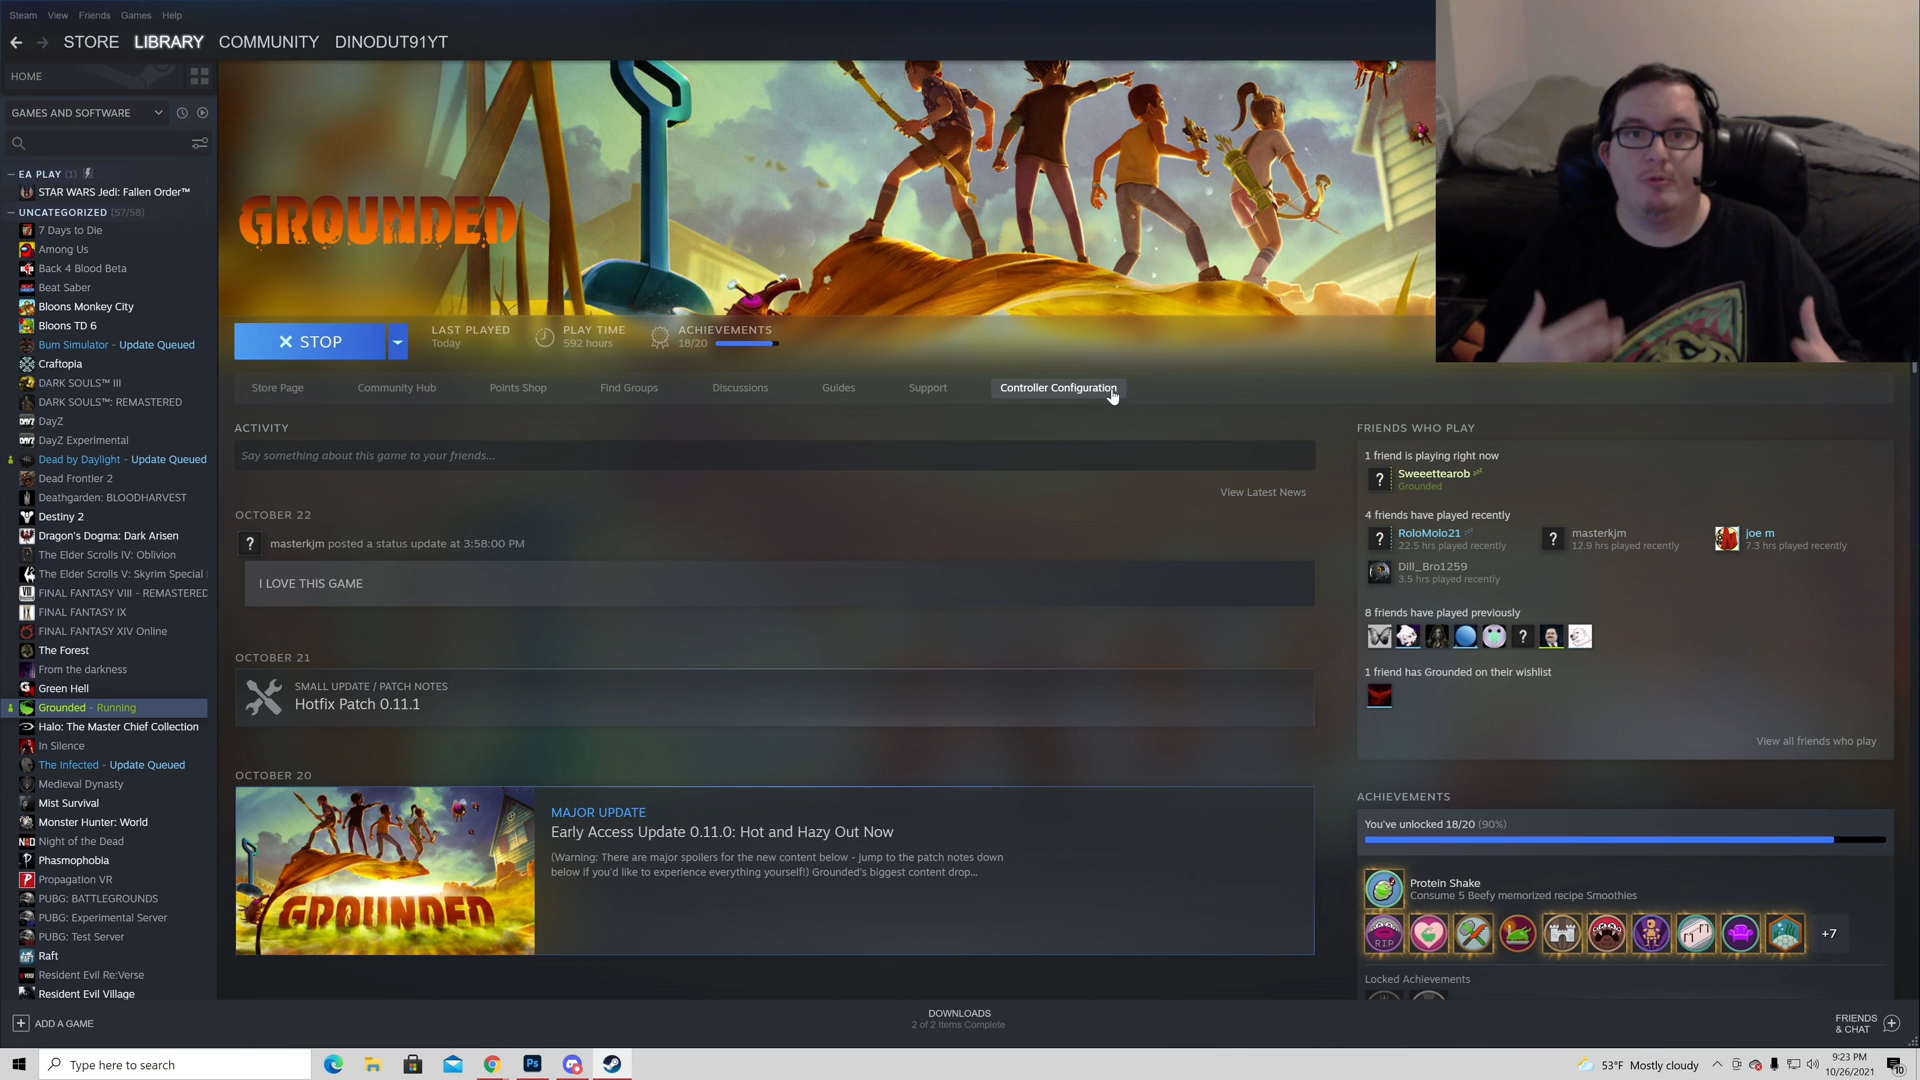 Steam View Friends Games Help
STORE LIBRARY COMMUNITY DINODUT91YT
HOME
GAMES AND SOFTWARE
EA PLAY (1)
STAR WARS Jedi: Fallen Order™
UNCATEGORIZED (57/58)
7 Days to Die
Among Us
Back 4 Blood Beta
Beat Saber
Bloons Monkey City
Bloons TD 6
Bum Simulator - Update Queued
Craftopia
DARK SOULS™ III
DARK SOULS™: REMASTERED
DayZ
DayZ Experimental
Dead by Daylight - Update Queued
Dead Frontier 2
Deathgarden: BLOODHARVEST
Destiny 2
Dragon's Dogma: Dark Arisen
The Elder Scrolls IV: Oblivion
The Elder Scrolls V: Skyrim Special
FINAL FANTASY VIII - REMASTERED
FINAL FANTASY IX
FINAL FANTASY XIV Online
The Forest
From the darkness
Green Hell
Grounded - Running
Halo: The Master Chief Collection
In Silence
The Infected - Update Queued
Medieval Dynasty
Mist Survival
Monster Hunter: World
Night of the Dead
Phasmophobia
Propagation VR
PUBG: BATTLEGROUNDS
PUBG: Experimental Server
PUBG: Test Server
Raft
Resident Evil Re:Verse
Resident Evil Village
ADD A GAME
GROUNDED
STOP
LAST PLAYED
Today
PLAY TIME
592 hours
ACHIEVEMENTS
18/20
Store Page Community Hub Points Shop Find Groups Discussions Guides Support Controller Configuration
ACTIVITY
Say something about this game to your friends...
View Latest News
OCTOBER 22
masterkjm posted a status update at 3:58:00 PM
I LOVE THIS GAME
OCTOBER 21
SMALL UPDATE / PATCH NOTES
Hotfix Patch 0.11.1
OCTOBER 20
GROUNDED
MAJOR UPDATE
Early Access Update 0.11.0: Hot and Hazy Out Now
(Warning: There are major spoilers for the new content below - jump to the patch notes down
below if you'd like to experience everything yourself!) Grounded's biggest content drop...
FRIENDS WHO PLAY
1 friend is playing right now
Sweeettearob
Grounded
4 friends have played recently
RoloMolo21
22.5 hrs played recently
masterkjm
12.9 hrs played recently
joe m
7.3 hrs played recently
Dill_Bro1259
3.5 hrs played recently
8 friends have played previously
1 friend has Grounded on their wishlist
View all friends who play
ACHIEVEMENTS
You've unlocked 18/20 (90%)
Protein Shake
Consume 5 Beefy memorized recipe Smoothies
RIP
+7
Locked Achievements
DOWNLOADS
2 of 2 Items Complete
FRIENDS
& CHAT
Type here to search
Ps
53°F Mostly cloudy
9:23 PM
10/26/2021
10